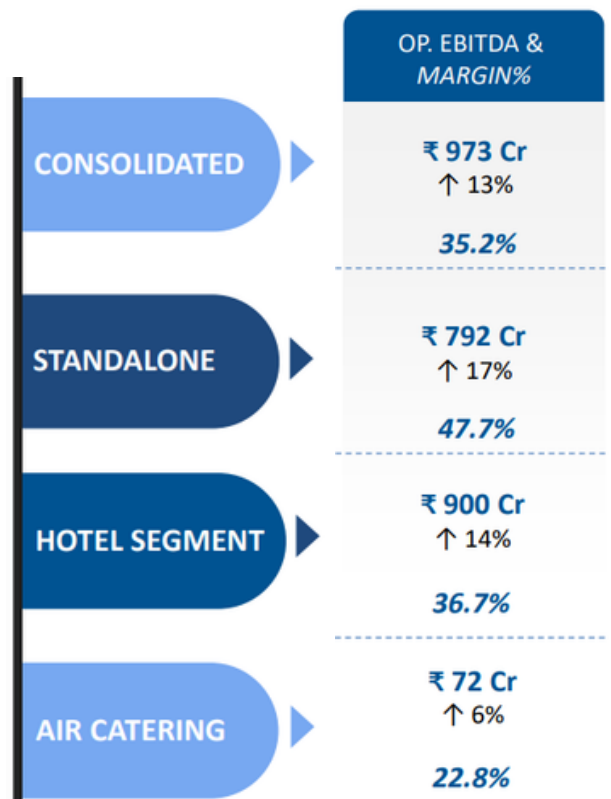 OP. EBITDA &
MARGIN%
CONSOLIDATED
₹ 973 Cr
↑ 13%
35.2%
STANDALONE
₹ 792 Cr
↑ 17%
47.7%
HOTEL SEGMENT
₹ 900 Cr
↑ 14%
36.7%
AIR CATERING
₹ 72 Cr
↑ 6%
22.8%